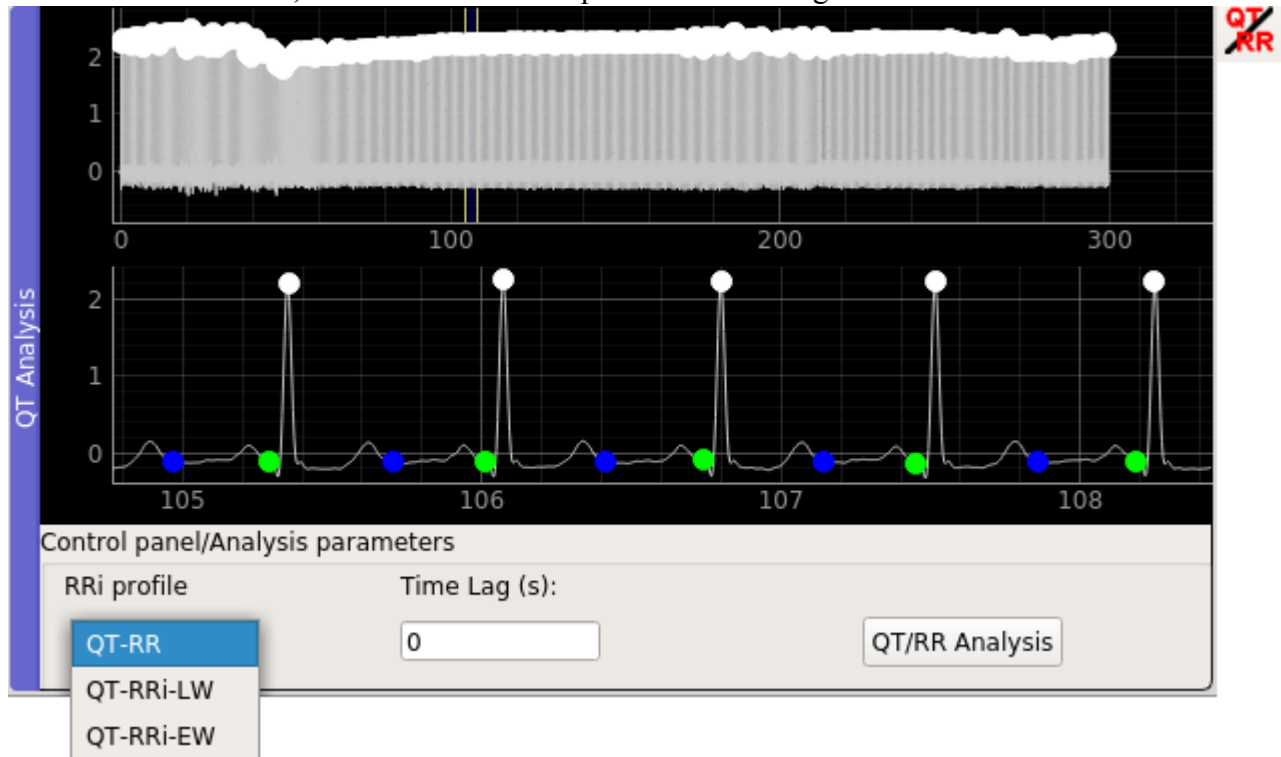 QT/
RR
2
1
0
0 100 200 300
QT Analysis
2
1
0
105 106 107 108
Control panel/Analysis parameters
RRi profile Time Lag (s):
QT-RR 0 QT/RR Analysis
QT-RRi-LW
QT-RRi-EW